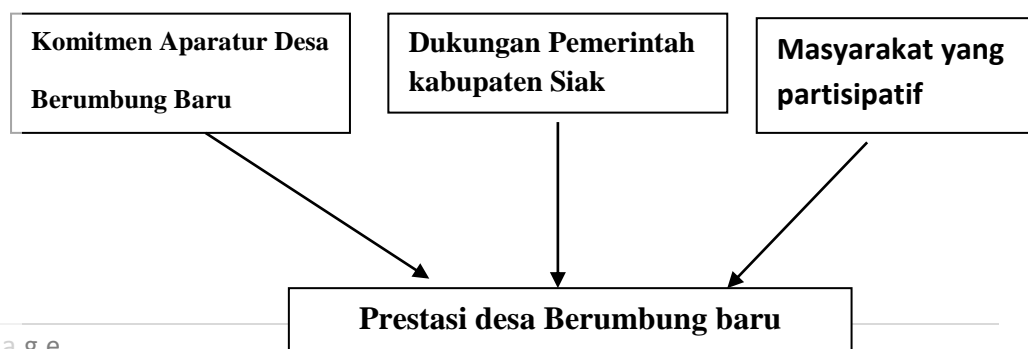 Komitmen Aparatur Desa
Berumbung Baru
Dukungan Pemerintah
kabupaten Siak
Masyarakat yang
partisipatif
Prestasi desa Berumbung baru